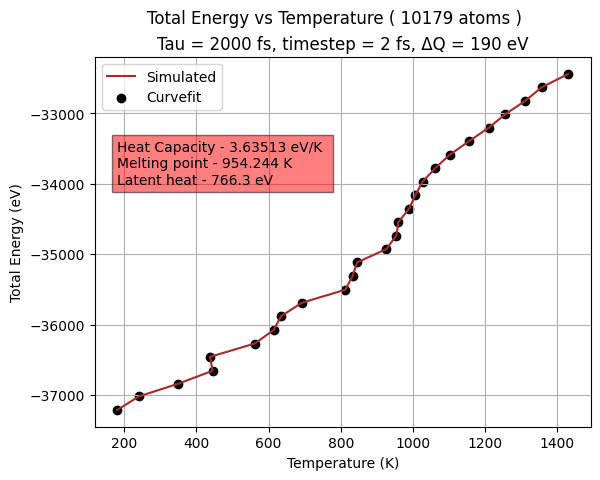 Total Energy vs Temperature ( 10179 atoms )
Tau = 2000 fs, timestep = 2 fs, ΔQ = 190 eV
Simulated
Curvefit
Heat Capacity - 3.63513 eV/K
Melting point - 954.244 K
Latent heat - 766.3 eV
Total Energy (eV)
−33000
−34000
−35000
−36000
−37000
200 400 600 800 1000 1200 1400
Temperature (K)